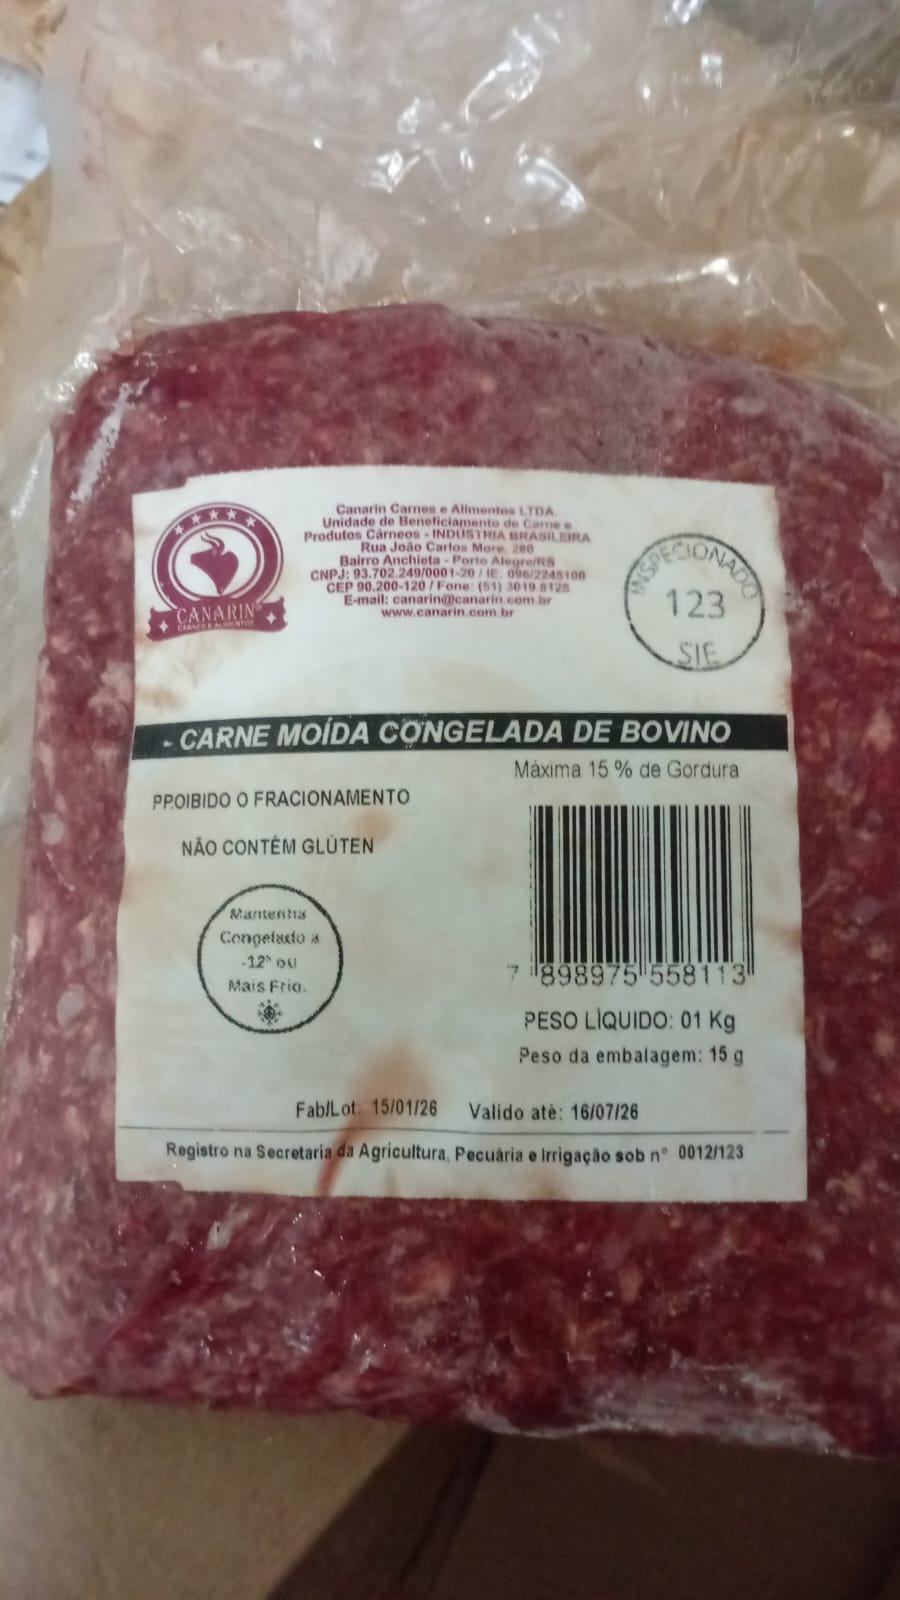 Canarin Carnes e Alimentos LTDA.
Unidade de Beneficiamento de Carne e
Produtos Cárneos - INDÚSTRIA BRASILEIRA
Rua João Carlos More, 280
Bairro Anchieta - Porto Alegre/RS
CNPJ: 93.702.249/0001-20 / IE: 096/2245100
CEP 90.200-120 / Fone: (51) 3019 8125
E-mail: canarin@canarin.com.br
www.canarin.com.br
CANARIN®
CARNES E ALIMENTOS
INSPECIONADO
123
SIE
- CARNE MOÍDA CONGELADA DE BOVINO
Máxima 15 % de Gordura
PROIBIDO O FRACIONAMENTO
NÃO CONTÉM GLÚTEN
Mantenha
Congelado a
-12° ou
Mais Frio.
7 898975 558113
PESO LÍQUIDO: 01 Kg
Peso da embalagem: 15 g
Fab/Lot: 15/01/26 Valido até: 16/07/26
Registro na Secretaria da Agricultura, Pecuária e Irrigação sob n° 0012/123